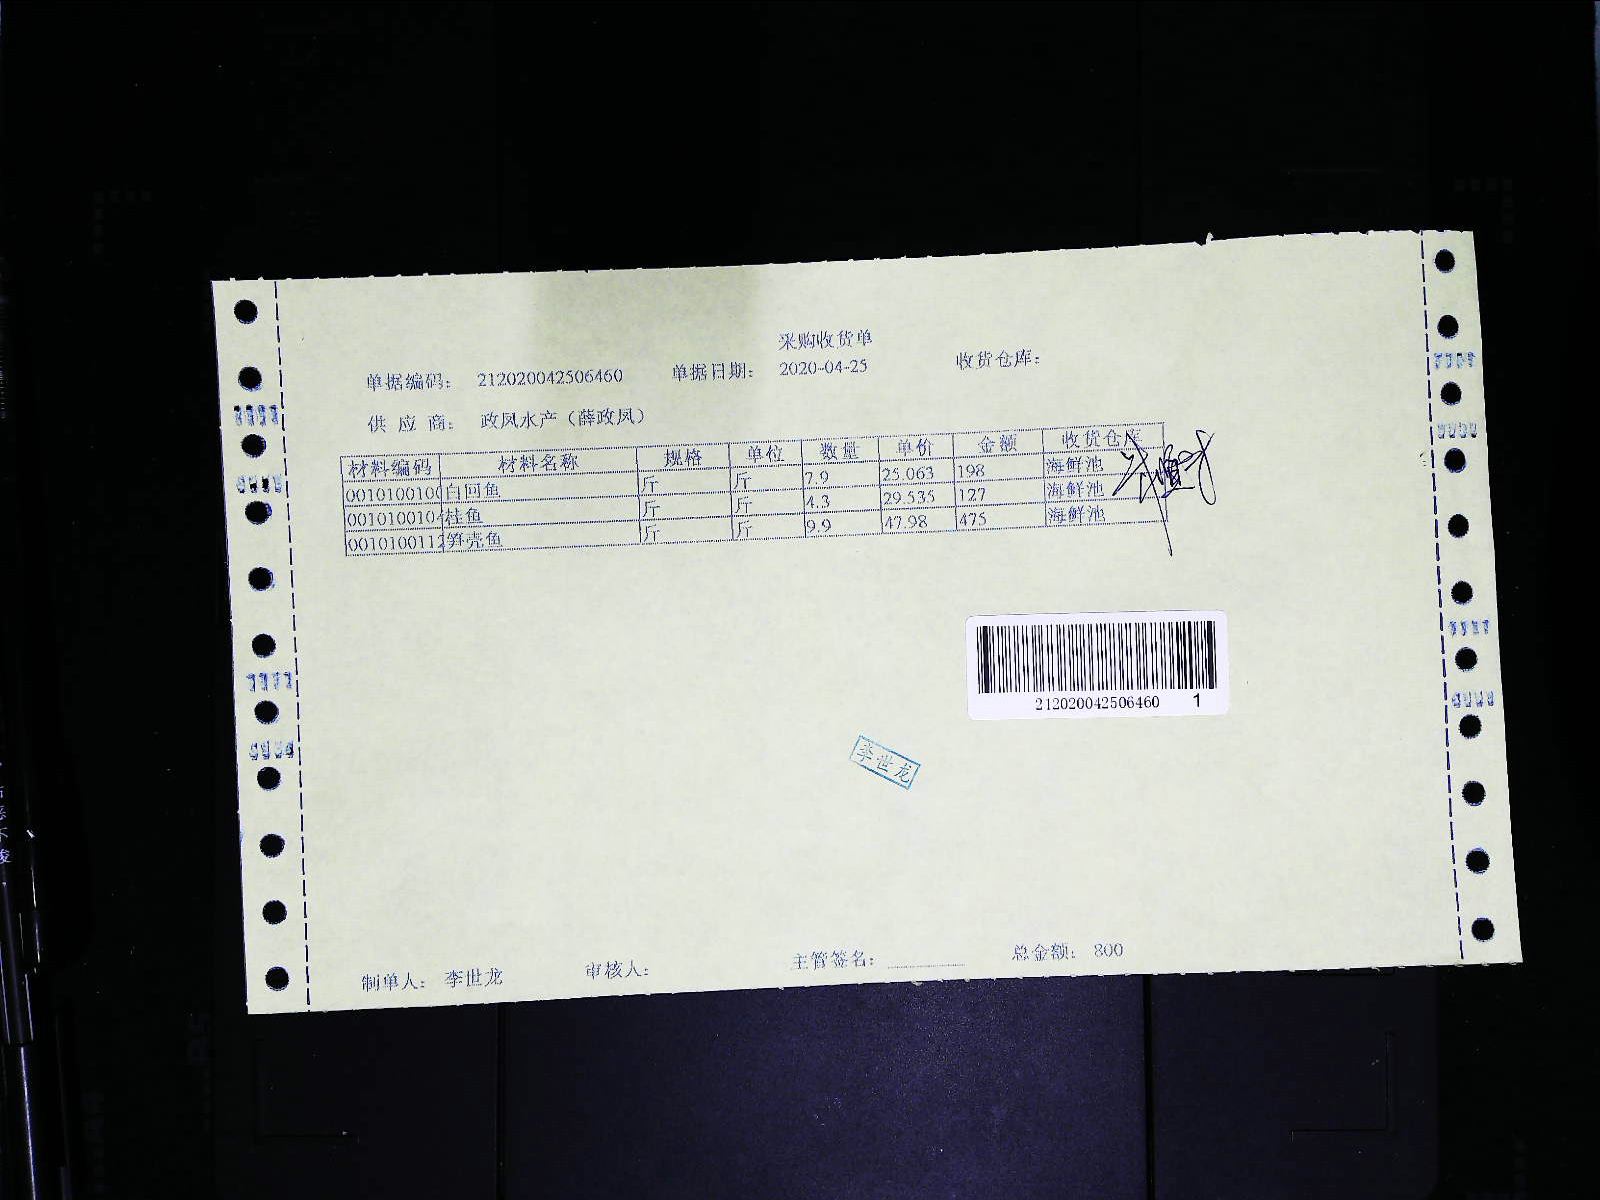 采购收货单
单据编码: 212020042506460 单据日期: 2020-04-25 收货仓库:
供 应 商: 政凤水产（薛政凤）
材料编码 材料名称 规格 单位 数量 单价 金额 收货仓库
0010100100 白回鱼 斤 斤 7.9 25.063 198 海鲜池
001010010 桂鱼 斤 斤 4.3 29.535 127 海鲜池
0010100112 笋壳鱼 斤 斤 9.9 47.98 475 海鲜池
212020042506460 1
李世龙
制单人: 李世龙 审核人: 主管签名: 总金额: 800